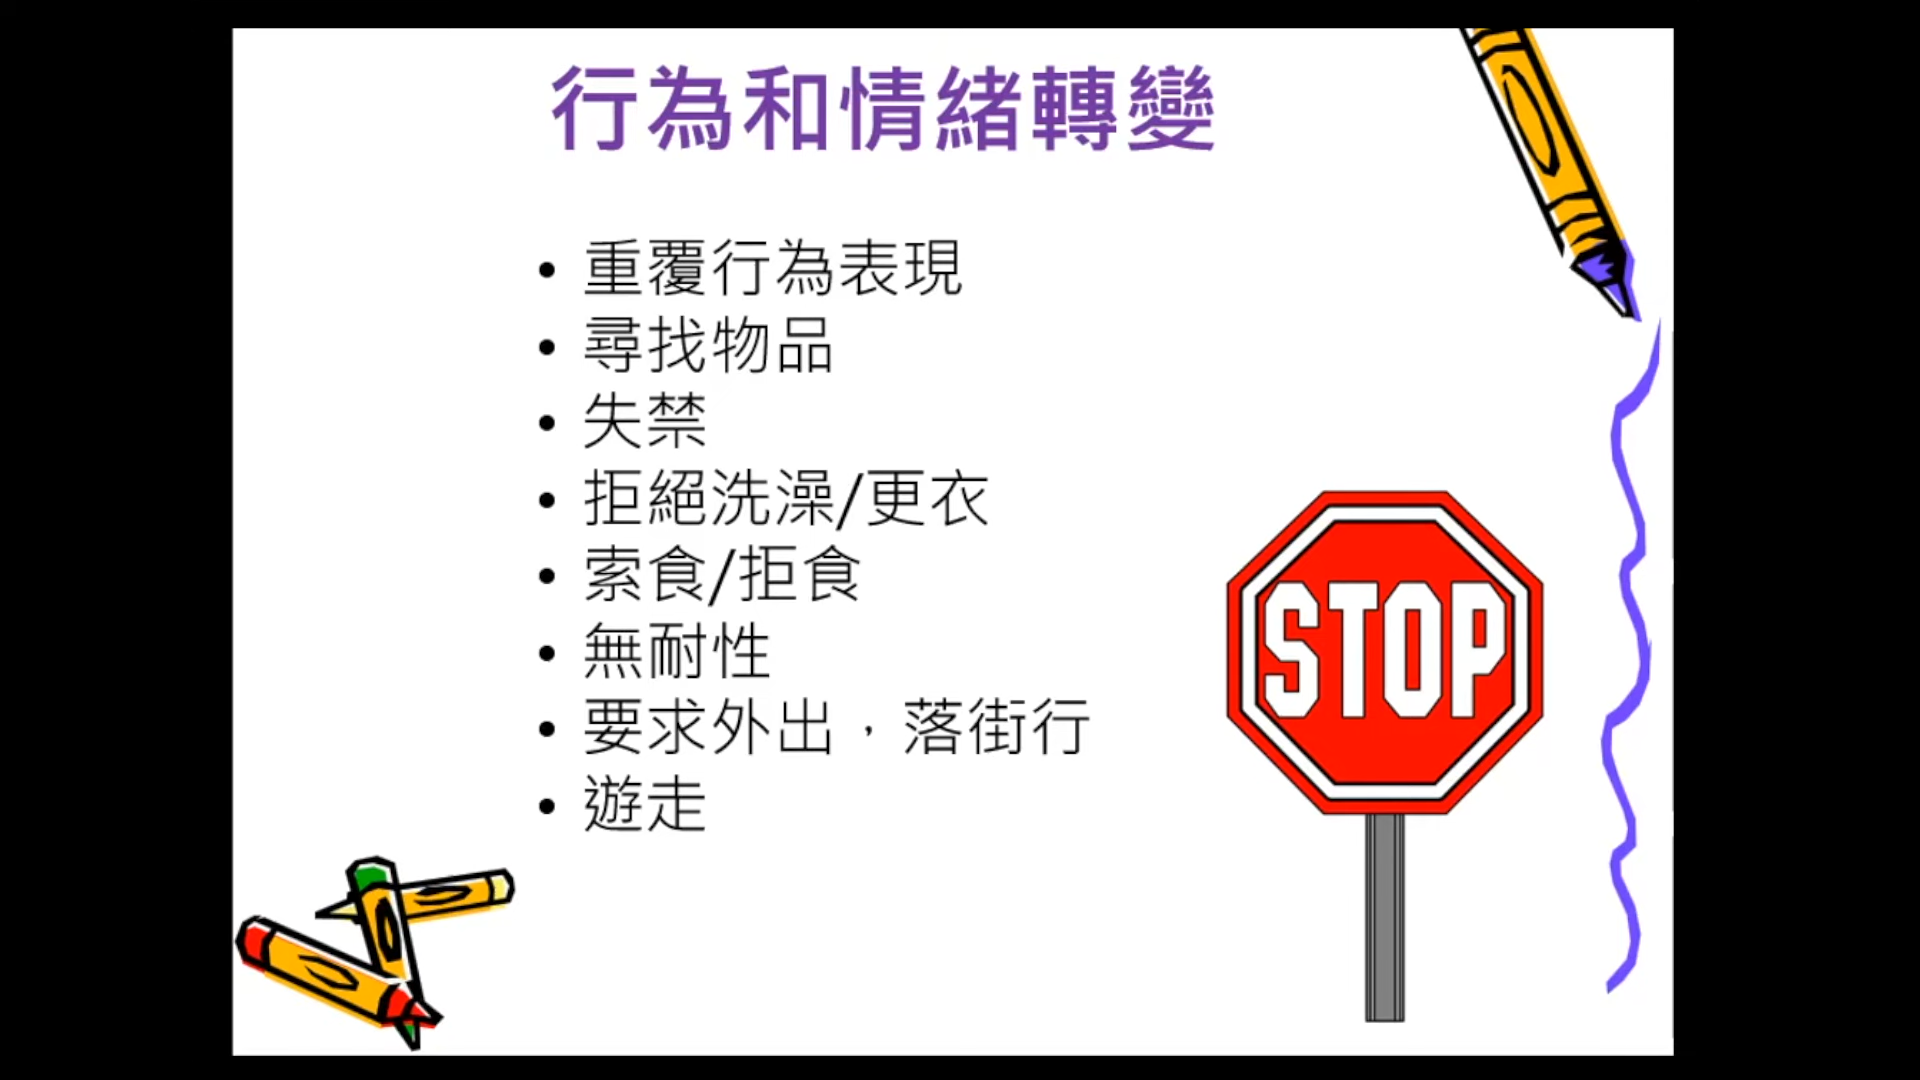 行為和情緒轉變
• 重覆行為表現
• 尋找物品
• 失禁
• 拒絕洗澡/更衣
• 索食/拒食
• 無耐性
• 要求外出，落街行
• 遊走
STOP